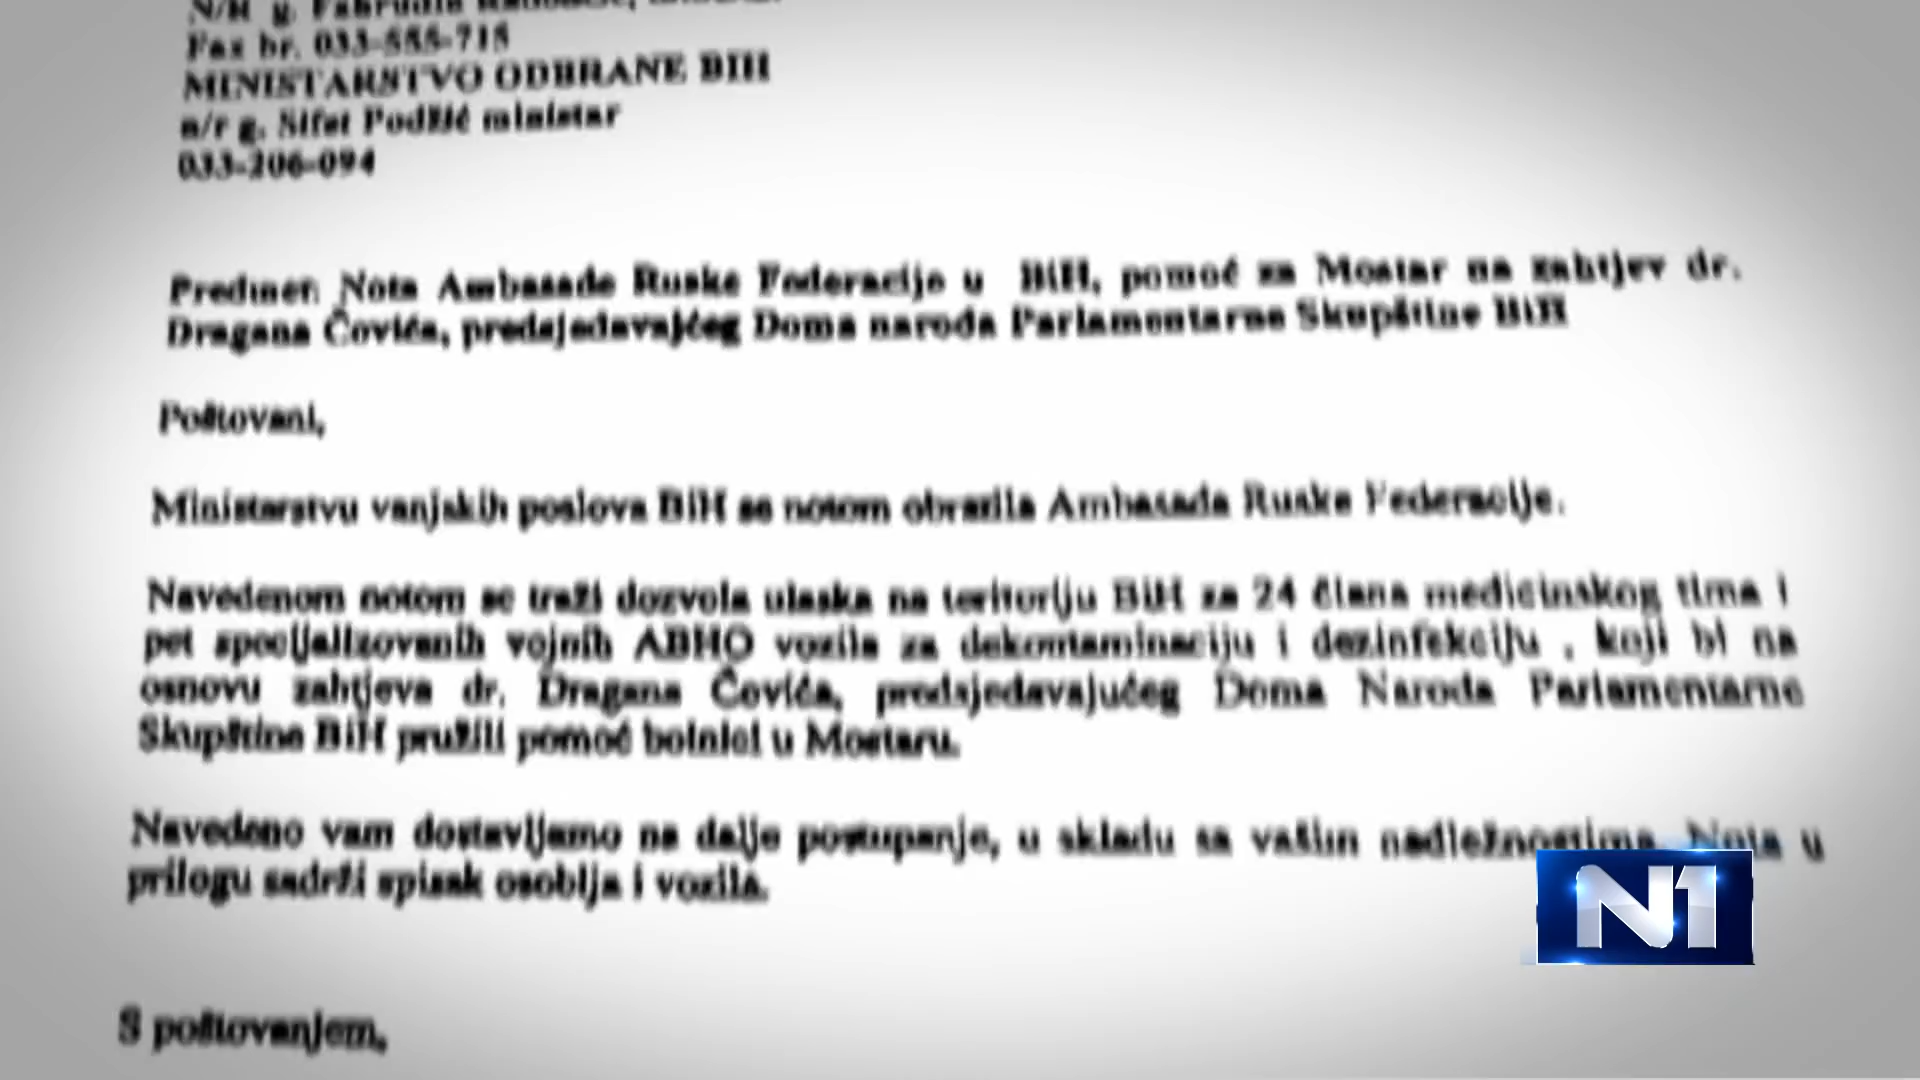 N/R g. Fahrudin Radončić, ministar
Fax br. 033-555-715
MINISTARSTVO ODBRANE BIH
n/r g. Sifet Podžić ministar
033-206-094
Predmet: Nota Ambasade Ruske Federacije u BiH, pomoć za Mostar na zahtjev dr.
Dragana Čovića, predsjedavajćeg Doma naroda Parlamentarne Skupštine BiH
Poštovani,
Ministarstvu vanjskih poslova BiH se notom obratila Ambasada Ruske Federacije.
Navedenom notom se traži dozvola ulaska na teritoriju BiH za 24 člana medicinskog tima i
pet specijalizovanih vojnih ABHO vozila za dekontaminaciju i dezinfekciju , koji bi na
osnovu zahtjeva dr. Dragana Čovića, predsjedavajućeg Doma Naroda Parlamentarne
Skupštine BiH pružili pomoć bolnici u Mostaru.
Navedeno vam dostavljamo na dalje postupanje, u skladu sa vašim nadležnostima. Nota u
prilogu sadrži spisak osoblja i vozila.
N1
S poštovanjem,